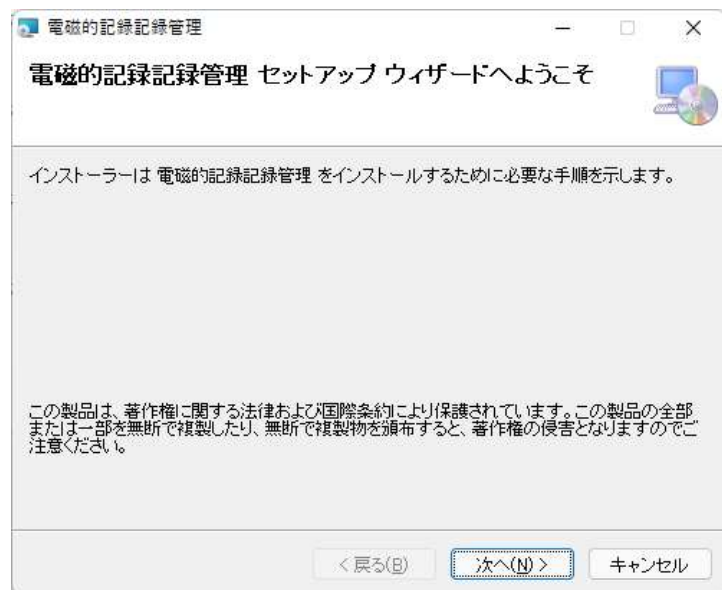 電磁的記録記録管理
電磁的記録記録管理 セットアップ ウィザードへようこそ
インストーラーは 電磁的記録記録管理 をインストールするために必要な手順を示します。
この製品は、著作権に関する法律および国際条約により保護されています。この製品の全部
または一部を無断で複製したり、無断で複製物を頒布すると、著作権の侵害となりますのでご
注意ください。
< 戻る(B)
次へ(N) >
キャンセル